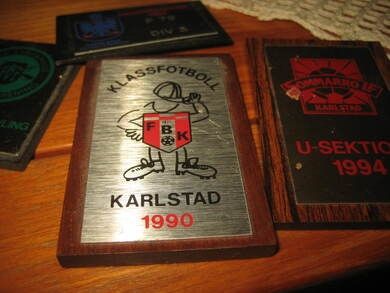 DIV 5
KLASSFOTBOLL
FBK
KARLSTAD
1990
KARLSTAD
U-SEKTIO
1994